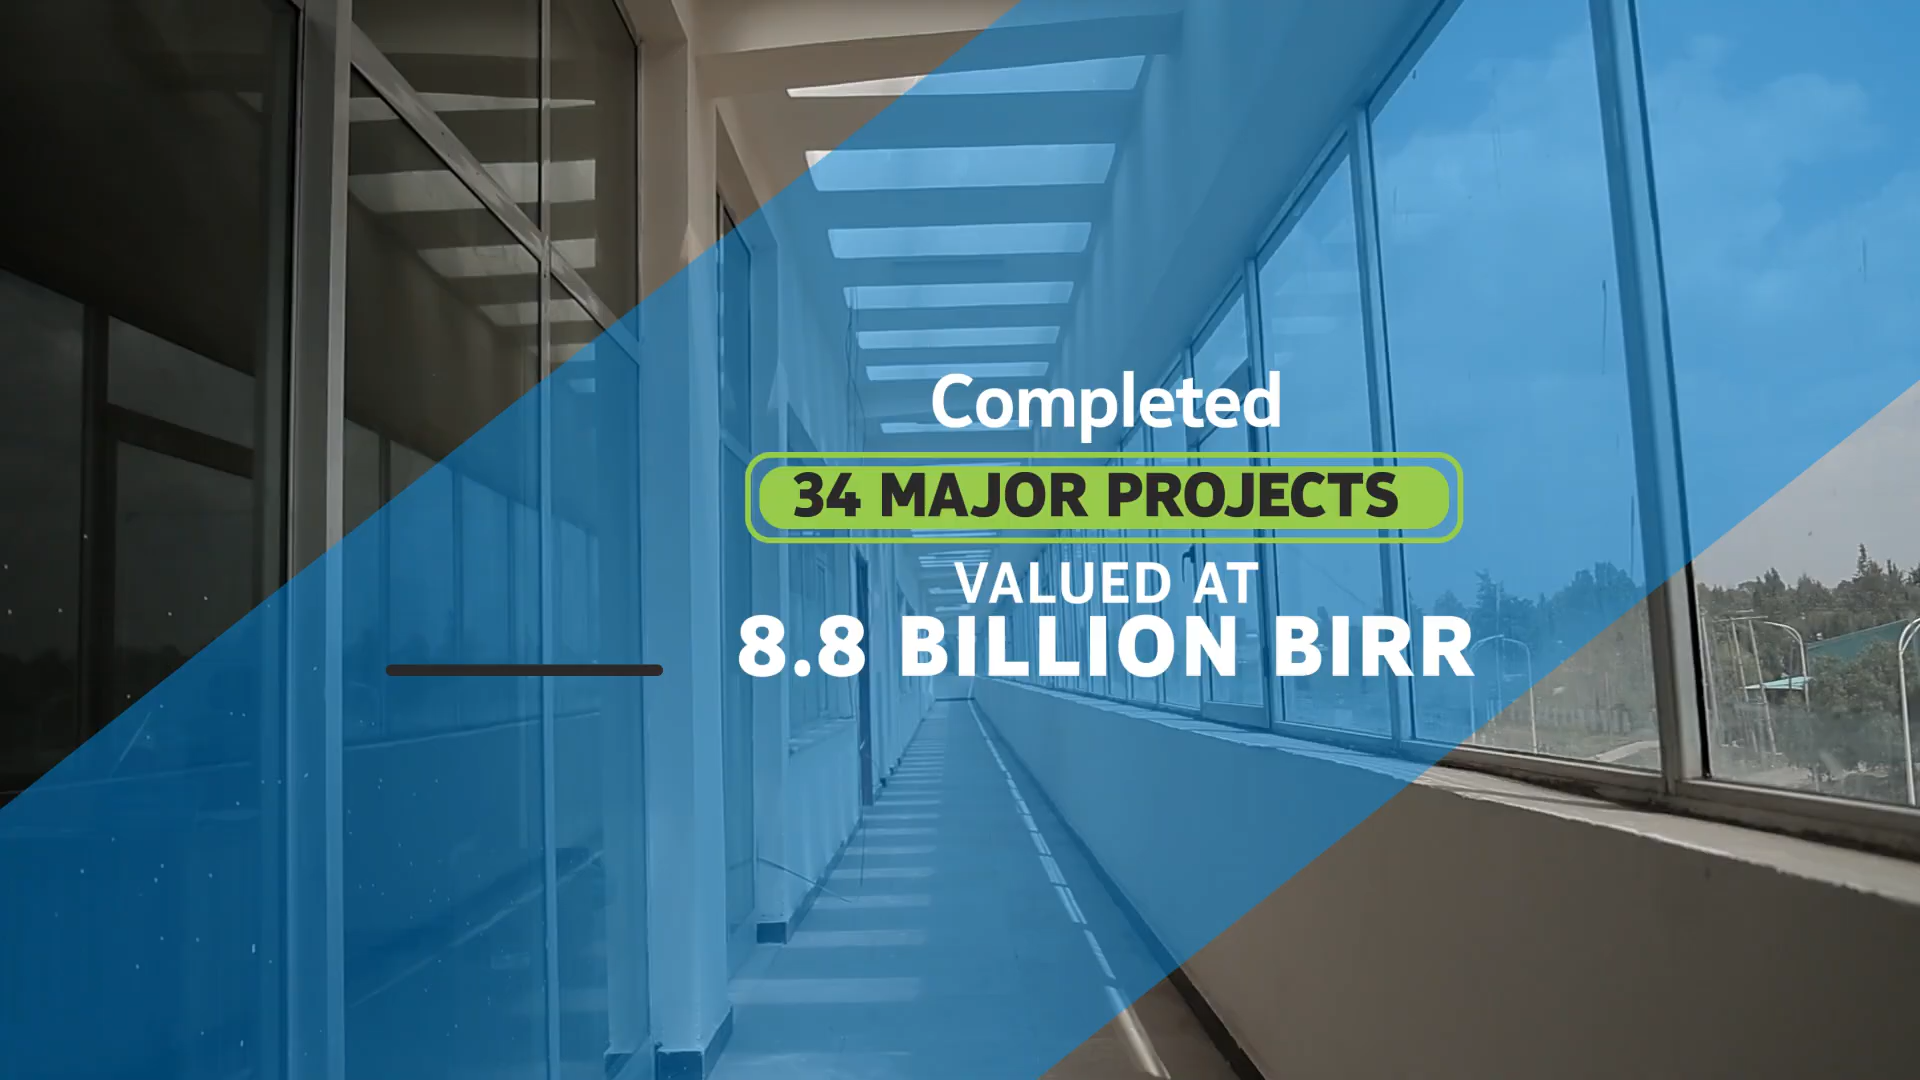 Completed
34 MAJOR PROJECTS
VALUED AT
8.8 BILLION BIRR